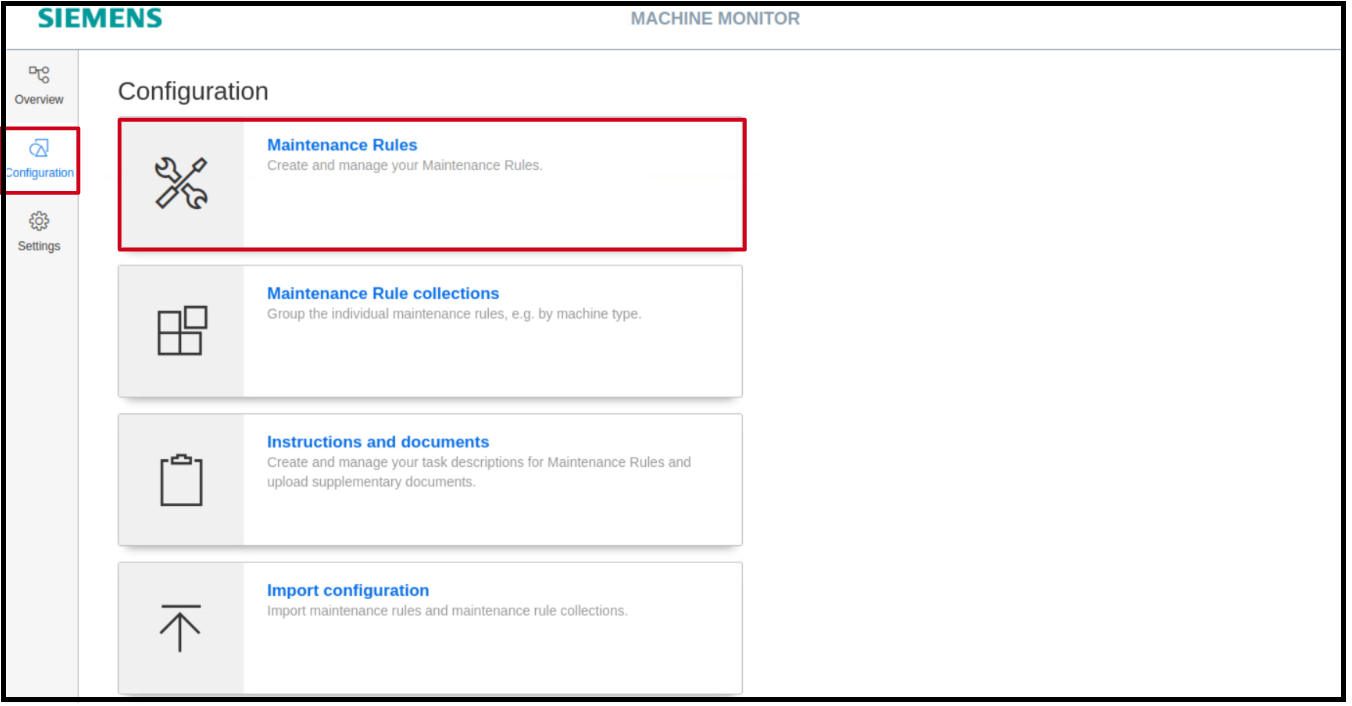 SIEMENS
MACHINE MONITOR
Overview
Configuration
Settings
Configuration
Maintenance Rules
Create and manage your Maintenance Rules.
Maintenance Rule collections
Group the individual maintenance rules, e.g. by machine type.
Instructions and documents
Create and manage your task descriptions for Maintenance Rules and
upload supplementary documents.
Import configuration
Import maintenance rules and maintenance rule collections.